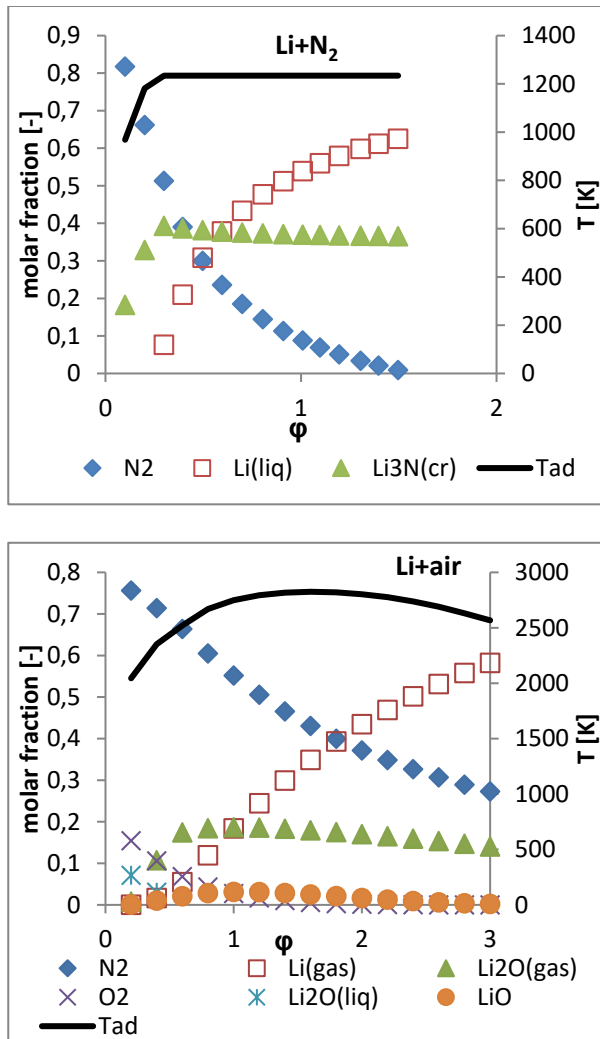 Li+N2
molar fraction [-]
0,9
0,8
0,7
0,6
0,5
0,4
0,3
0,2
0,1
0
1400
1200
1000
800
600
400
200
0
T [K]
0 1 2
φ
N2 Li(liq) Li3N(cr) Tad
Li+air
molar fraction [-]
0,8
0,7
0,6
0,5
0,4
0,3
0,2
0,1
0
3000
2500
2000
1500
1000
500
0
T [K]
0 1 2 3
φ
N2 Li(gas) Li2O(gas)
O2 Li2O(liq) LiO
Tad